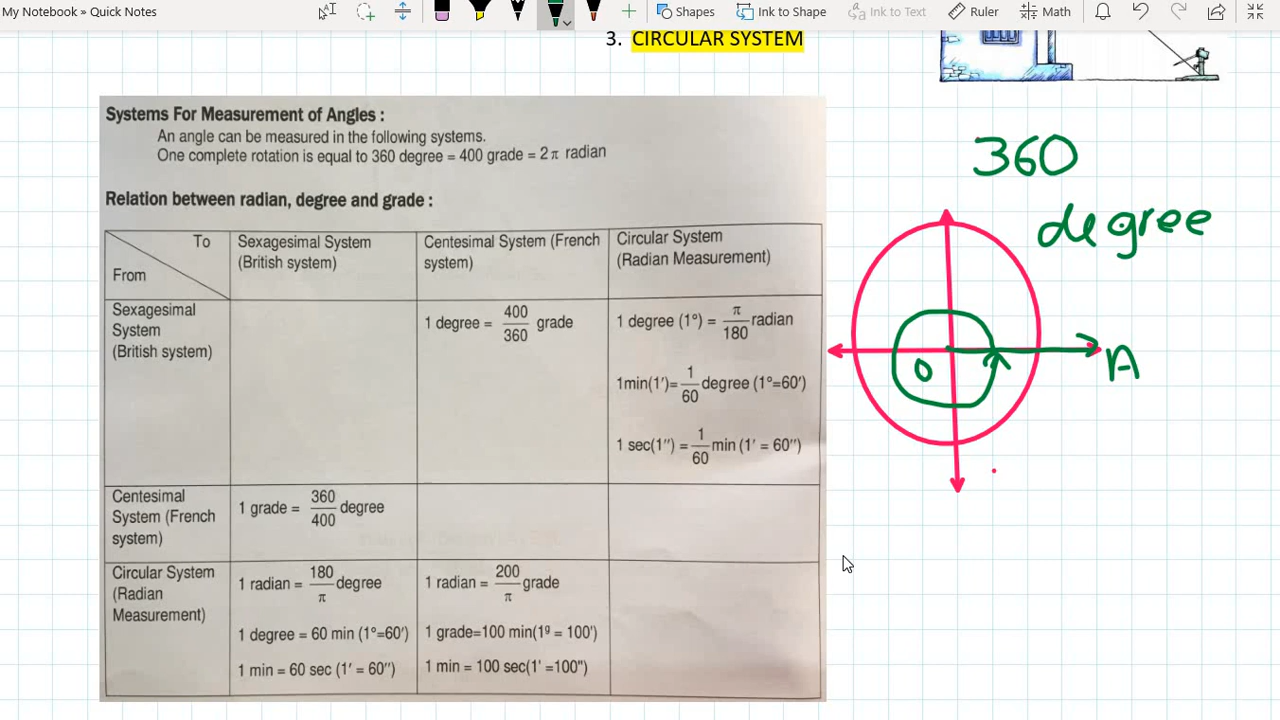 My Notebook » Quick Notes
Shapes
Ink to Shape
Ink to Text
Ruler
Math
3. CIRCULAR SYSTEM
Systems For Measurement of Angles :
An angle can be measured in the following systems.
One complete rotation is equal to 360 degree = 400 grade = 2 π radian
Relation between radian, degree and grade :
To
From
Sexagesimal System
(British system)
Centesimal System (French
system)
Circular System
(Radian Measurement)
Sexagesimal
System
(British system)
1 degree = 400/360 grade
1 degree (1°) = π/180 radian
1min(1')= 1/60 degree (1°=60')
1 sec(1") = 1/60 min (1' = 60")
Centesimal
System (French
system)
1 grade = 360/400 degree
Circular System
(Radian
Measurement)
1 radian = 180/π degree
1 degree = 60 min (1°=60')
1 min = 60 sec (1' = 60")
1 radian = 200/π grade
1 grade=100 min(1ᵍ = 100')
1 min = 100 sec(1' =100")
360
degree
O
A